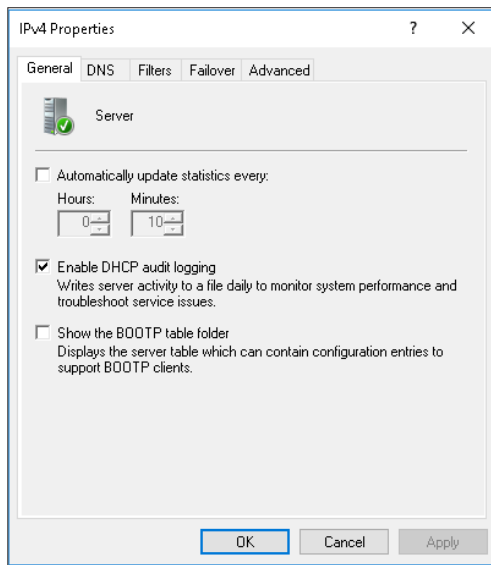 IPv4 Properties
? X
General DNS Filters Failover Advanced
Server
Automatically update statistics every:
Hours: Minutes:
0 10
Enable DHCP audit logging
Writes server activity to a file daily to monitor system performance and
troubleshoot service issues.
Show the BOOTP table folder
Displays the server table which can contain configuration entries to
support BOOTP clients.
OK Cancel Apply